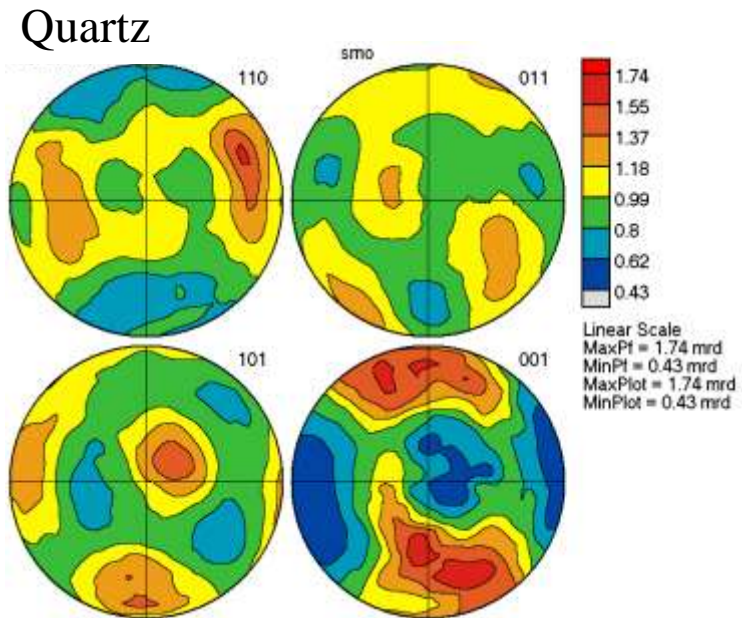 Quartz
smo
110
011
101
001
1.74
1.55
1.37
1.18
0.99
0.8
0.62
0.43
Linear Scale
MaxPf = 1.74 mrd
MinPf = 0.43 mrd
MaxPlot = 1.74 mrd
MinPlot = 0.43 mrd